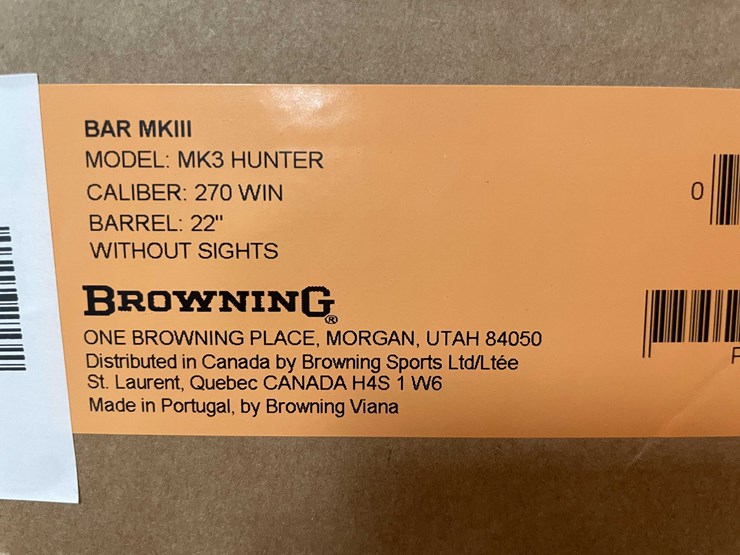 BAR MKIII
MODEL: MK3 HUNTER
CALIBER: 270 WIN
BARREL: 22"
WITHOUT SIGHTS
BROWNING®
ONE BROWNING PLACE, MORGAN, UTAH 84050
Distributed in Canada by Browning Sports Ltd/Ltée
St. Laurent, Quebec CANADA H4S 1 W6
Made in Portugal, by Browning Viana
0